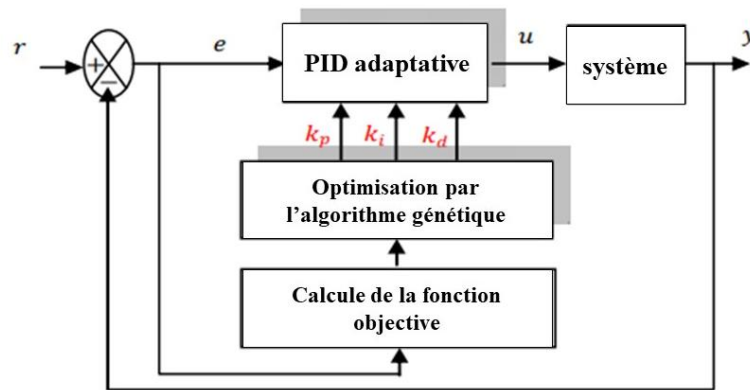 r
e
PID adaptative
u
système
y
+
−
k_p
k_i
k_d
Optimisation par
l'algorithme génétique
Calcule de la fonction
objective